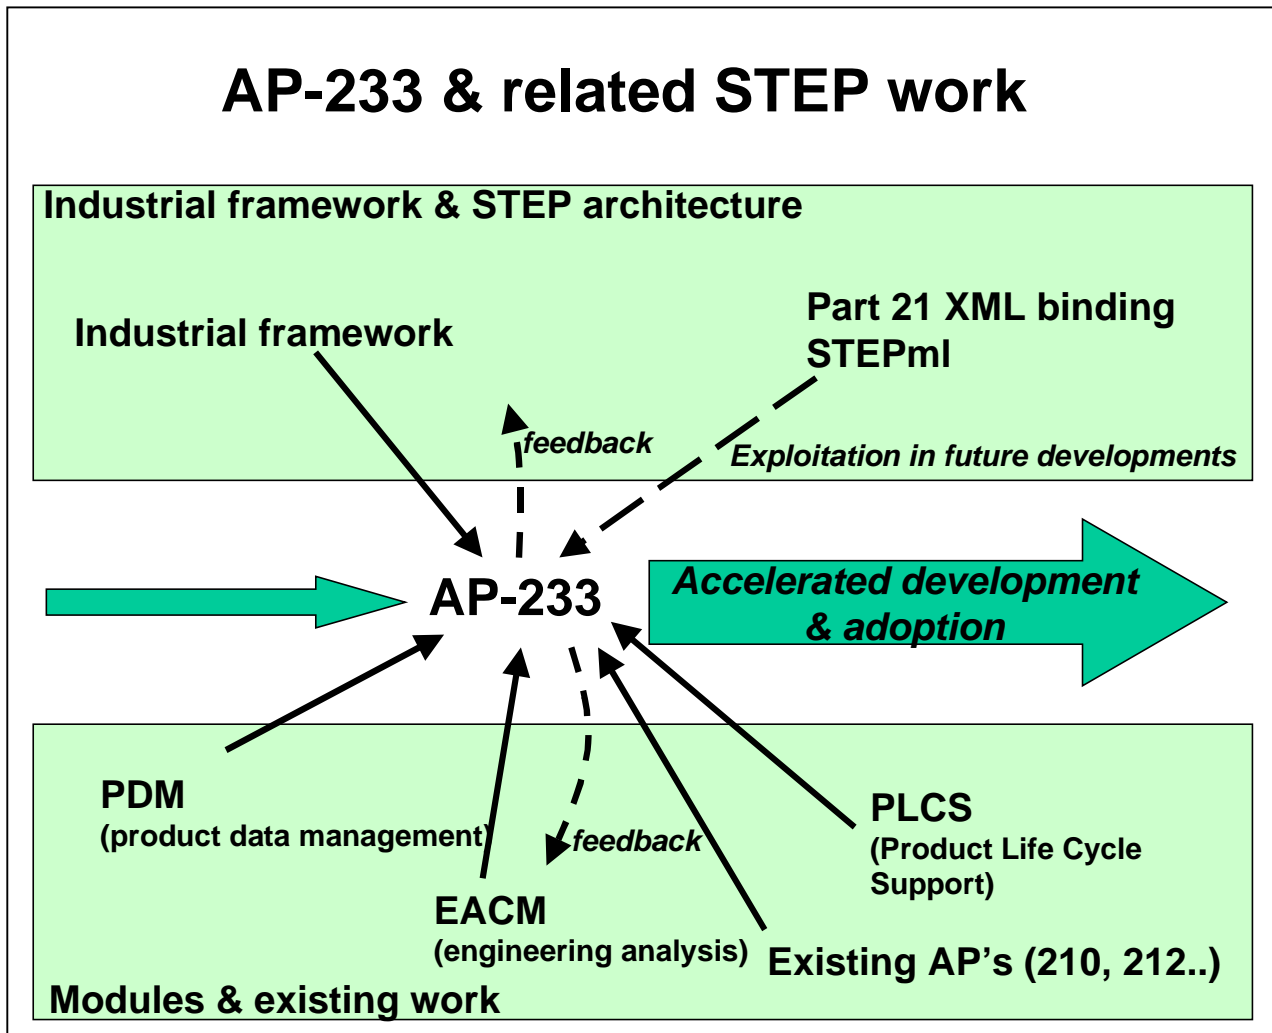 AP-233 & related STEP work
Industrial framework & STEP architecture
Industrial framework
Part 21 XML binding
STEPml
feedback
Exploitation in future developments
AP-233
Accelerated development
& adoption
PDM
(product data management)
feedback
PLCS
(Product Life Cycle
Support)
EACM
(engineering analysis)
Existing AP’s (210, 212..)
Modules & existing work